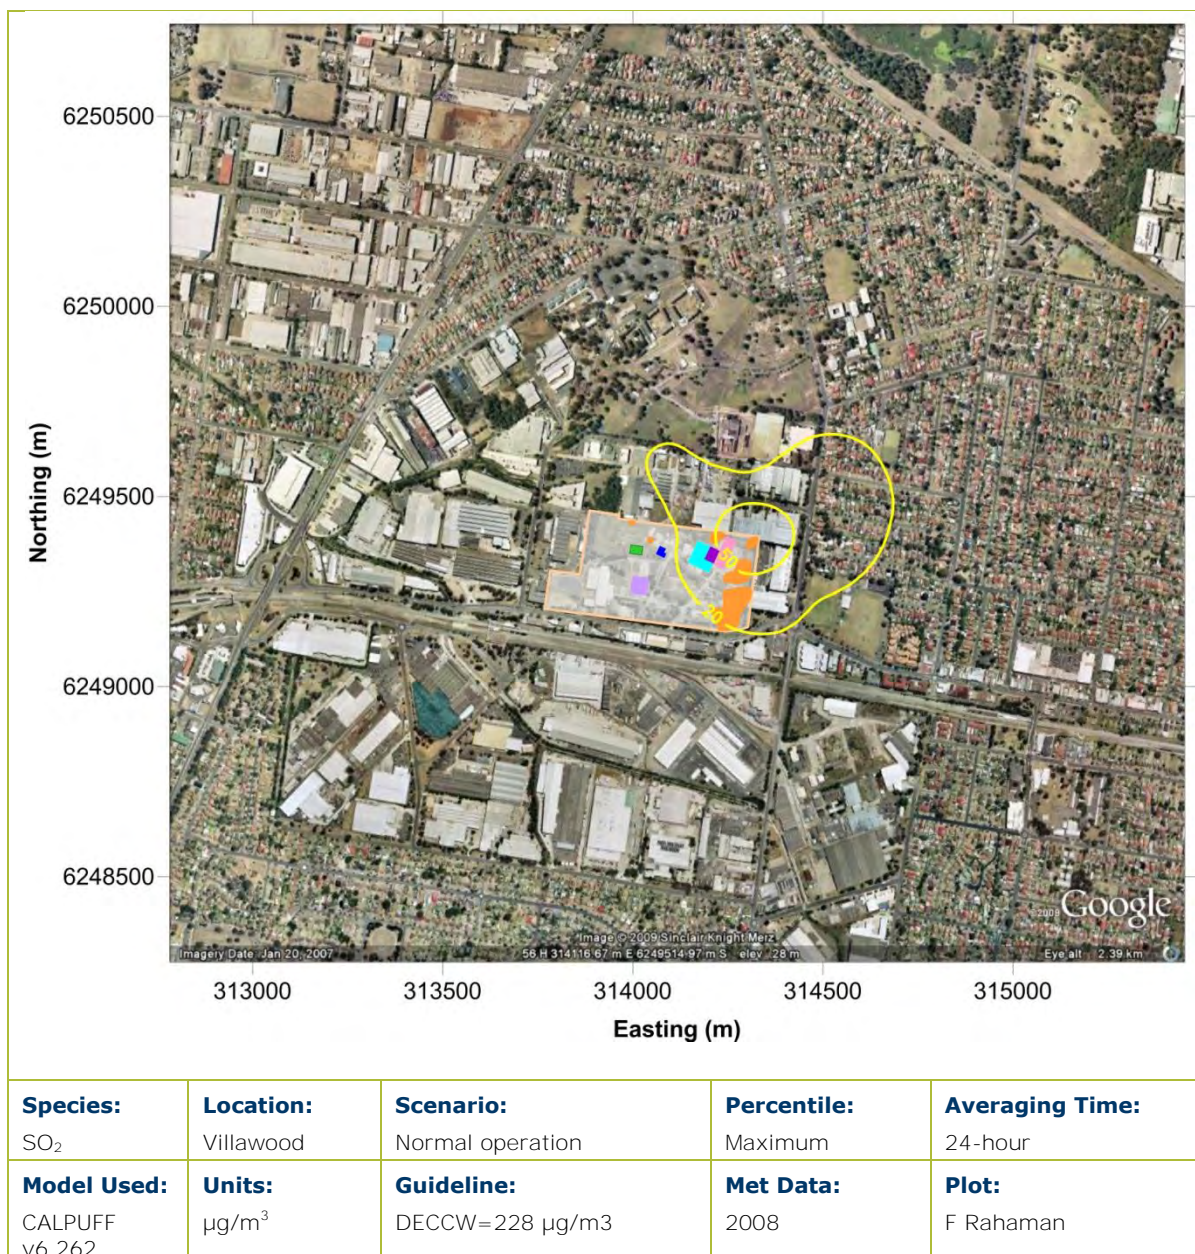 6250500
6250000
6249500
6249000
6248500
Northing (m)
50
20
©2009 Google
Image © 2009 Sinclair Knight Merz
Imagery Date: Jan 20, 2007
56 H 314116.67 m E 6249514.97 m S elev 28 m
Eye alt 2.39 km
313000 313500 314000 314500 315000
Easting (m)
Species: Location: Scenario: Percentile: Averaging Time:
SO₂ Villawood Normal operation Maximum 24-hour
Model Used: Units: Guideline: Met Data: Plot:
CALPUFF µg/m³ DECCW=228 µg/m3 2008 F Rahaman
v6.262